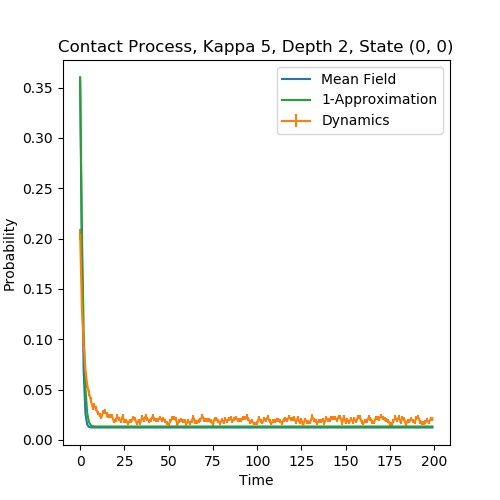 Contact Process, Kappa 5, Depth 2, State (0, 0)
Mean Field
1-Approximation
Dynamics
0.35
0.30
0.25
0.20
0.15
0.10
0.05
0.00
Probability
0 25 50 75 100 125 150 175 200
Time